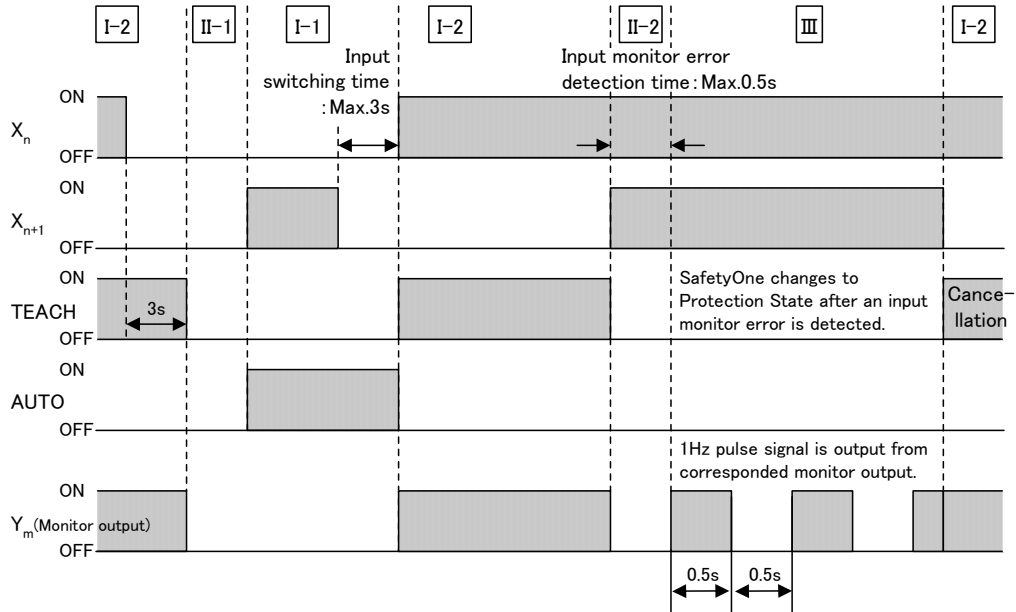 I-2
II-1
I-1
I-2
II-2
III
I-2
Input
switching time
:Max.3s
Input monitor error
detection time:Max.0.5s
ON
Xn
OFF
ON
Xn+1
OFF
ON
TEACH
3s
OFF
SafetyOne changes to
Protection State after an input
monitor error is detected.
Cance-
llation
ON
AUTO
OFF
1Hz pulse signal is output from
corresponded monitor output.
ON
Ym(Monitor output)
OFF
0.5s
0.5s